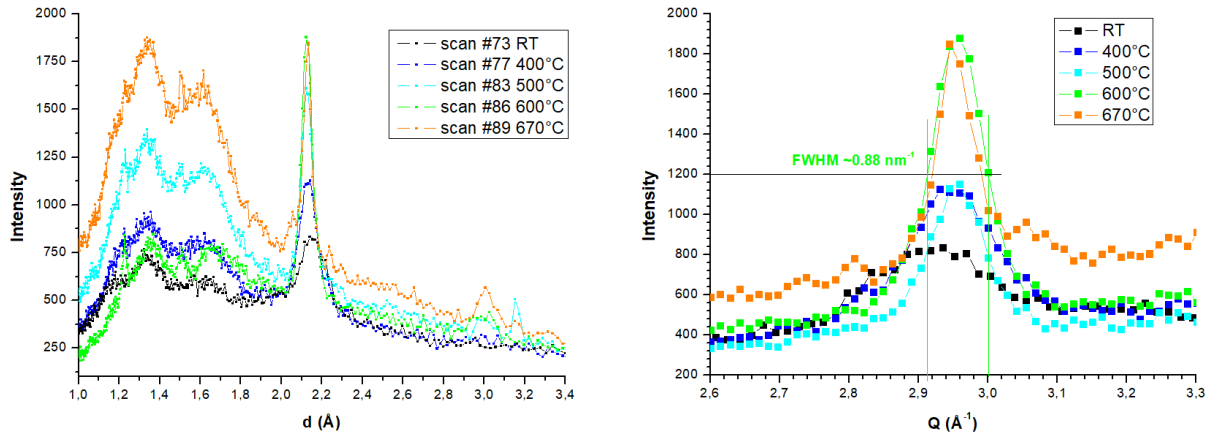 2000
1750
1500
1250
1000
750
500
250
Intensity
1,0
1,2
1,4
1,6
1,8
2,0
2,2
2,4
2,6
2,8
3,0
3,2
3,4
d (Å)
scan #73 RT
scan #77 400°C
scan #83 500°C
scan #86 600°C
scan #89 670°C
2000
1800
1600
1400
1200
1000
800
600
400
200
Intensity
2,6
2,7
2,8
2,9
3,0
3,1
3,2
3,3
Q (Å⁻¹)
FWHM ~0.88 nm⁻¹
RT
400°C
500°C
600°C
670°C